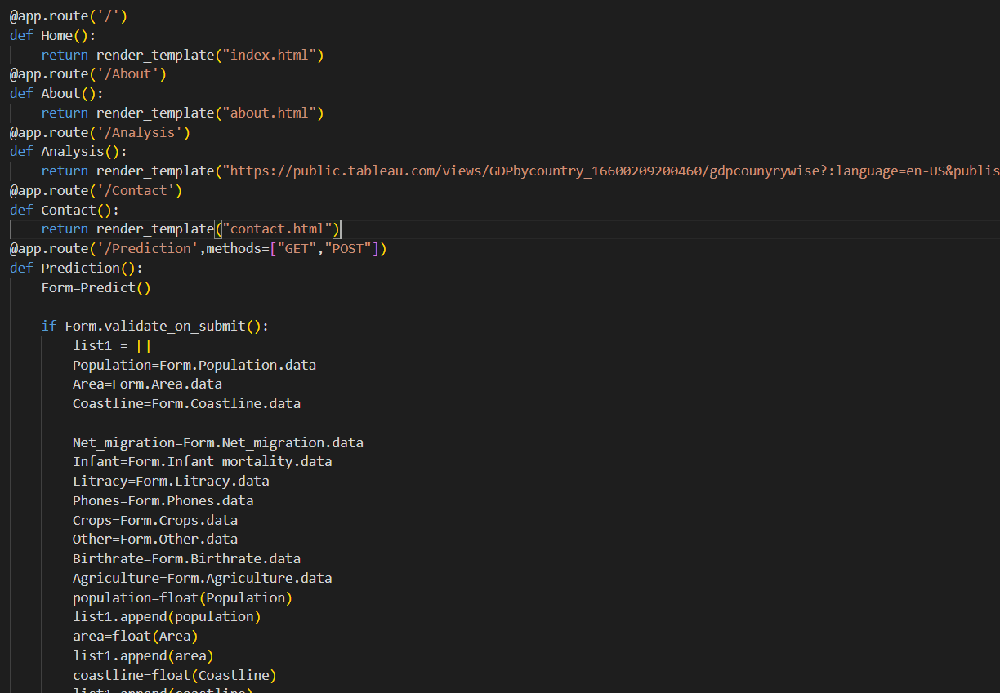 @app.route('/')
def Home():
    return render_template("index.html")
@app.route('/About')
def About():
    return render_template("about.html")
@app.route('/Analysis')
def Analysis():
    return render_template("https://public.tableau.com/views/GDPbycountry_16600209200460/gdpcounyrywise?:language=en-US&publis
@app.route('/Contact')
def Contact():
    return render_template("contact.html")
@app.route('/Prediction',methods=["GET","POST"])
def Prediction():
    Form=Predict()
    if Form.validate_on_submit():
        list1 = []
        Population=Form.Population.data
        Area=Form.Area.data
        Coastline=Form.Coastline.data
        Net_migration=Form.Net_migration.data
        Infant=Form.Infant_mortality.data
        Litracy=Form.Litracy.data
        Phones=Form.Phones.data
        Crops=Form.Crops.data
        Other=Form.Other.data
        Birthrate=Form.Birthrate.data
        Agriculture=Form.Agriculture.data
        population=float(Population)
        list1.append(population)
        area=float(Area)
        list1.append(area)
        coastline=float(Coastline)
        list1.append(coastline)